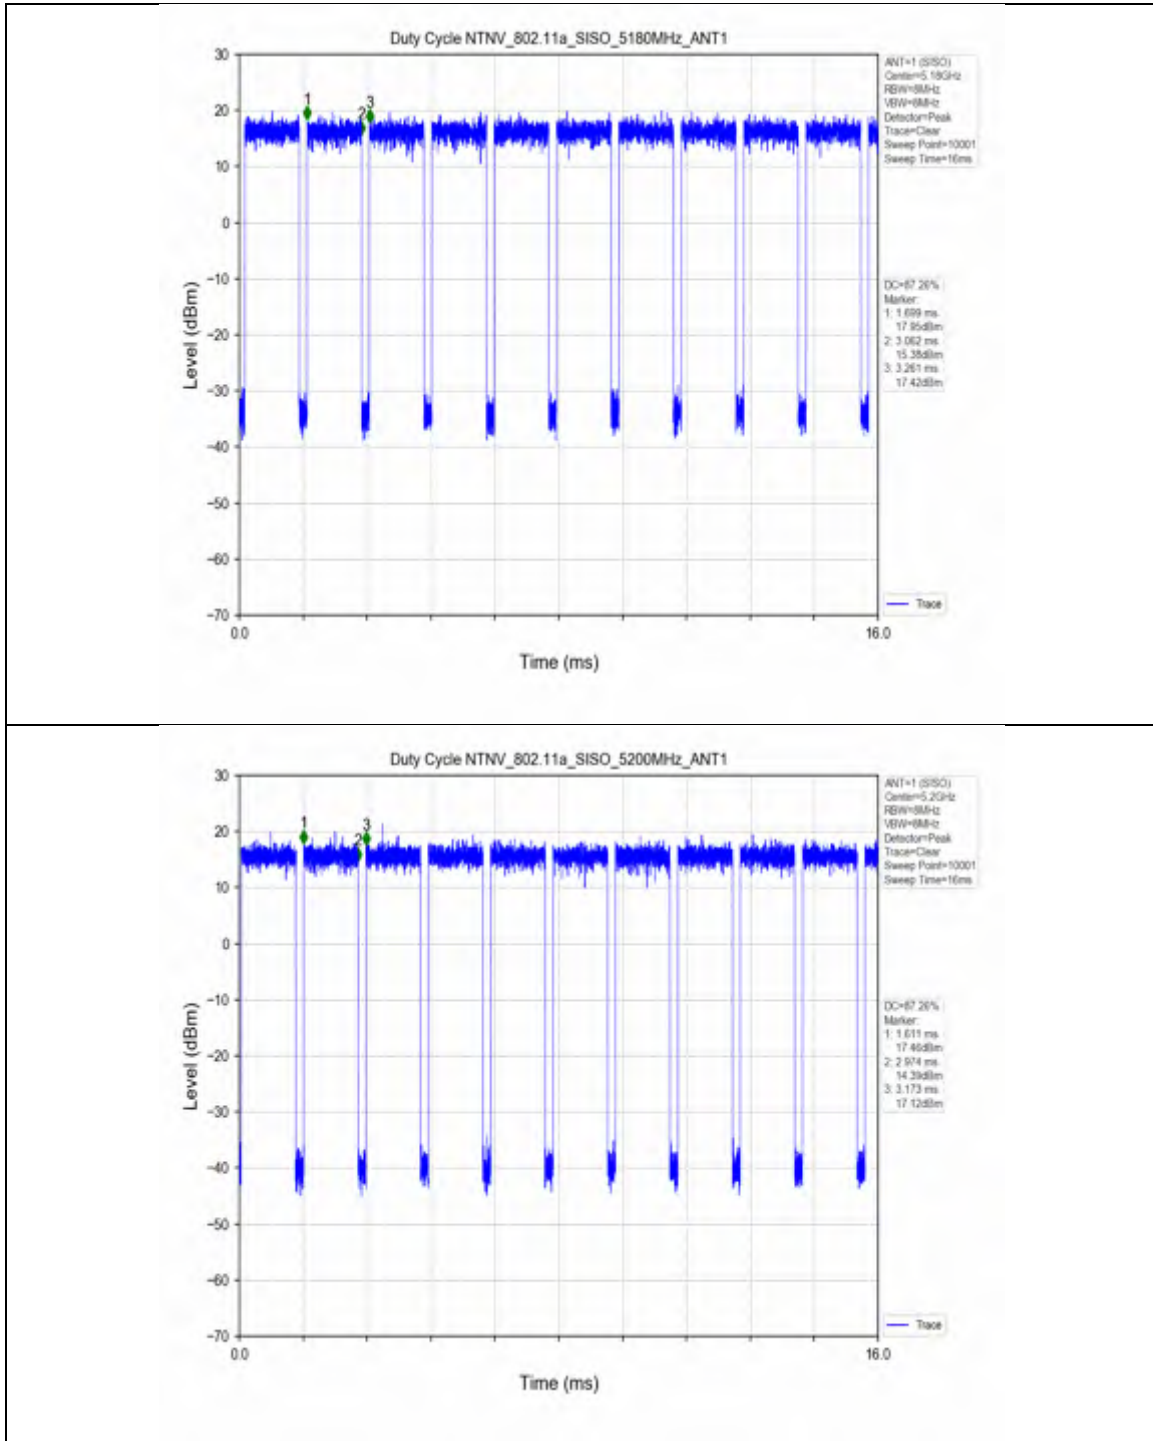 Duty Cycle NTNV_802.11a_SISO_5180MHz_ANT1
30
20
10
0
−10
−20
−30
−40
−50
−60
−70
Level (dBm)
0.0
16.0
Time (ms)
1
2
3
ANT=1 (SISO)
Center=5.18GHz
RBW=8MHz
VBW=8MHz
Detector=Peak
Trace=Clear
Sweep Point=10001
Sweep Time=16ms
DC=87.26%
Marker:
1: 1.699 ms
17.95dBm
2: 3.062 ms
15.38dBm
3: 3.261 ms
17.42dBm
Trace
Duty Cycle NTNV_802.11a_SISO_5200MHz_ANT1
30
20
10
0
−10
−20
−30
−40
−50
−60
−70
Level (dBm)
0.0
16.0
Time (ms)
1
2
3
ANT=1 (SISO)
Center=5.2GHz
RBW=8MHz
VBW=8MHz
Detector=Peak
Trace=Clear
Sweep Point=10001
Sweep Time=16ms
DC=87.26%
Marker:
1: 1.611 ms
17.46dBm
2: 2.974 ms
14.39dBm
3: 3.173 ms
17.12dBm
Trace